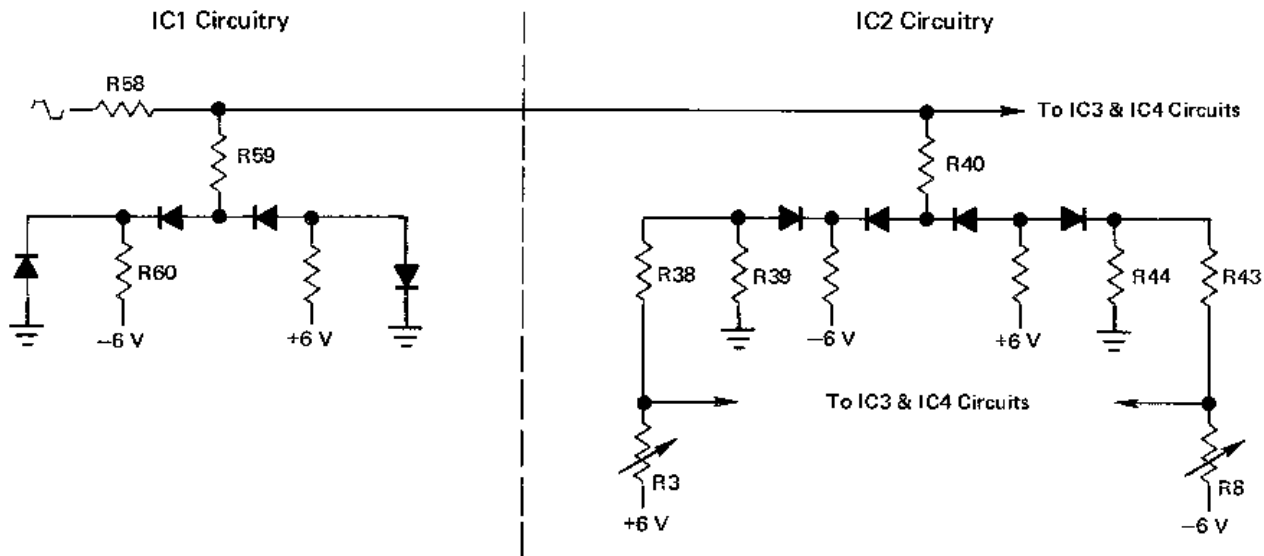 IC1 Circuitry
IC2 Circuitry
R58
To IC3 & IC4 Circuits
R59
R40
R60
R38
R39
R44
R43
−6 V
+6 V
−6 V
+6 V
To IC3 & IC4 Circuits
R3
R8
+6 V
−6 V